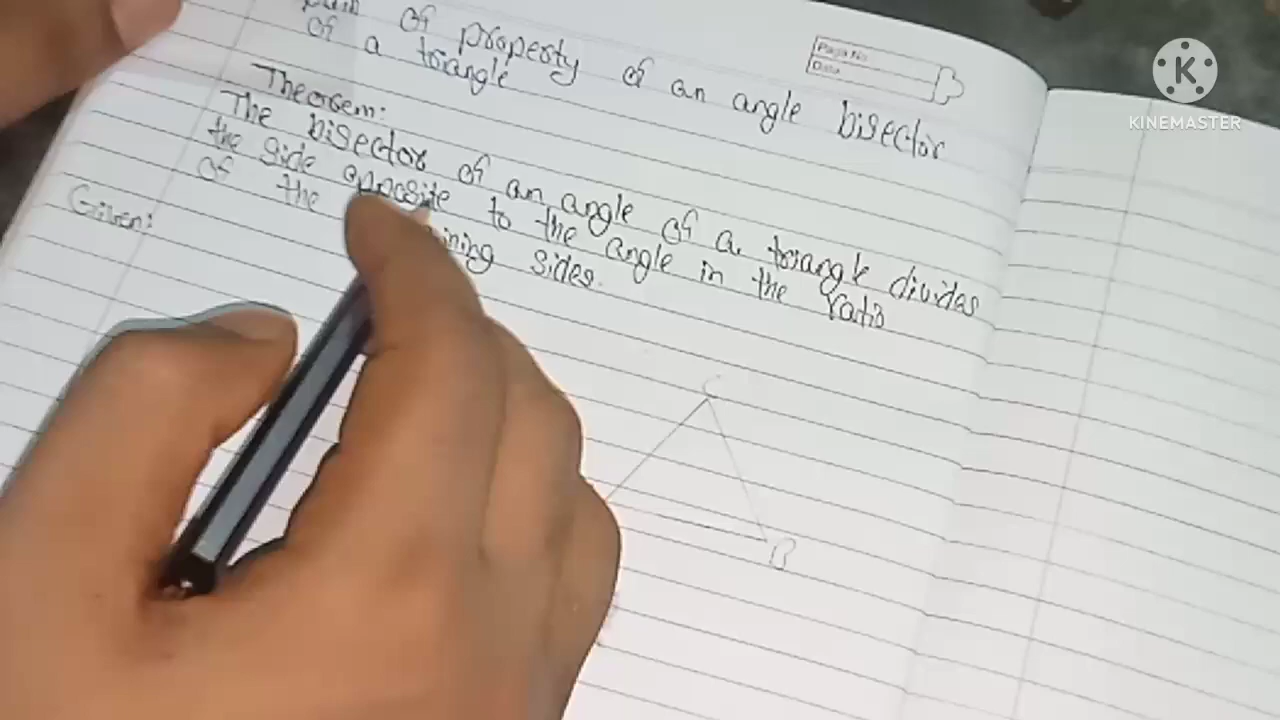 of property of an angle bisector
of a triangle
Page No
Date
Theorem:
The bisector of an angle of a triangle divides
the side opposite to the angle in the ratio
of the ining sides.
Given:
C
B
KINEMASTER